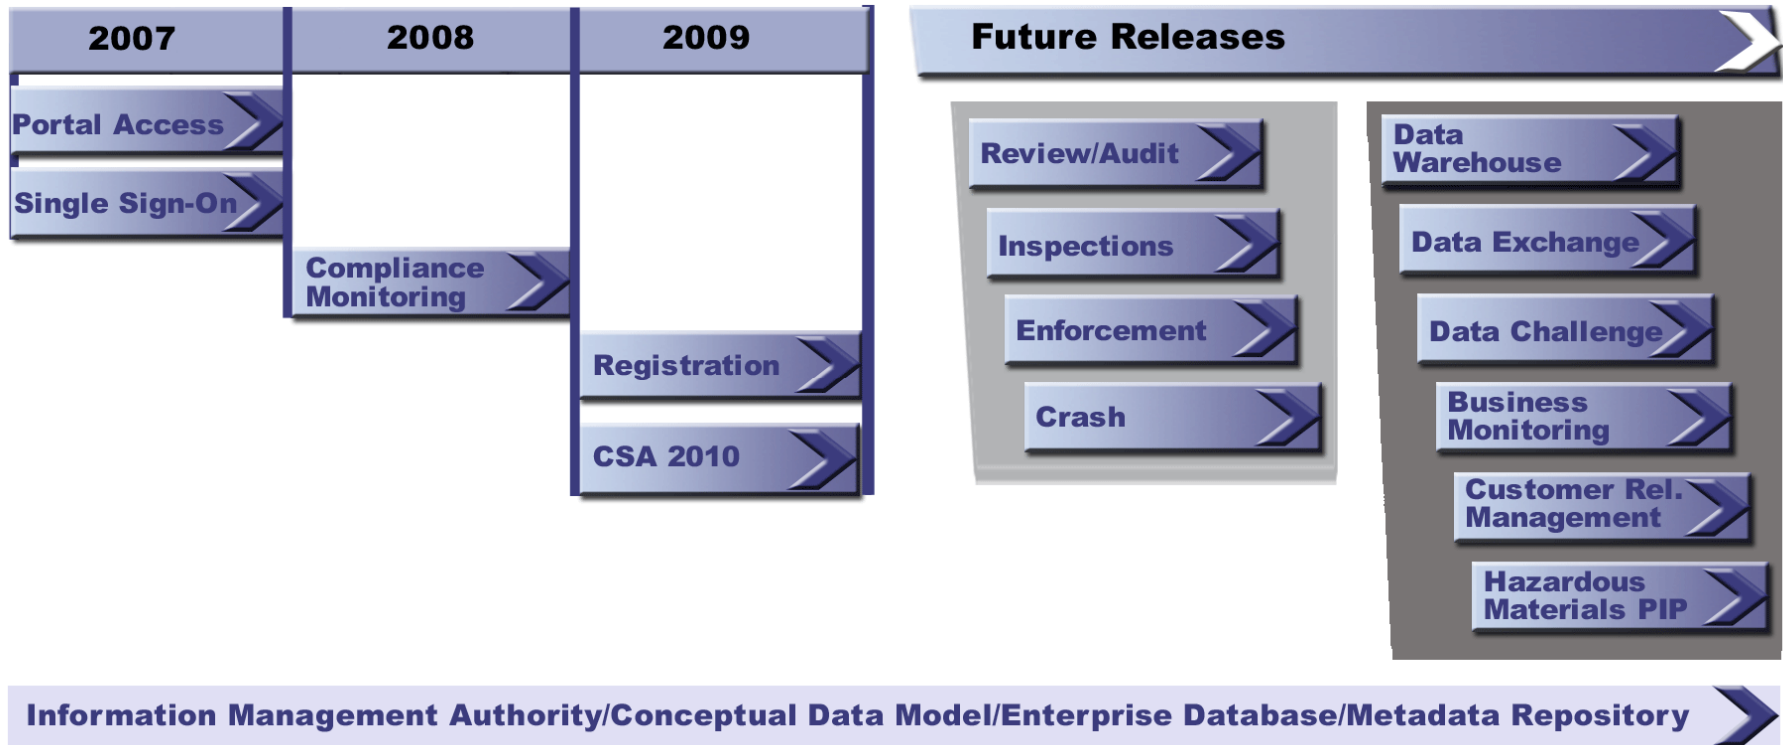 2007
2008
2009
Future Releases
Portal Access
Single Sign-On
Compliance
Monitoring
Registration
CSA 2010
Review/Audit
Inspections
Enforcement
Crash
Data
Warehouse
Data Exchange
Data Challenge
Business
Monitoring
Customer Rel.
Management
Hazardous
Materials PIP
Information Management Authority/Conceptual Data Model/Enterprise Database/Metadata Repository